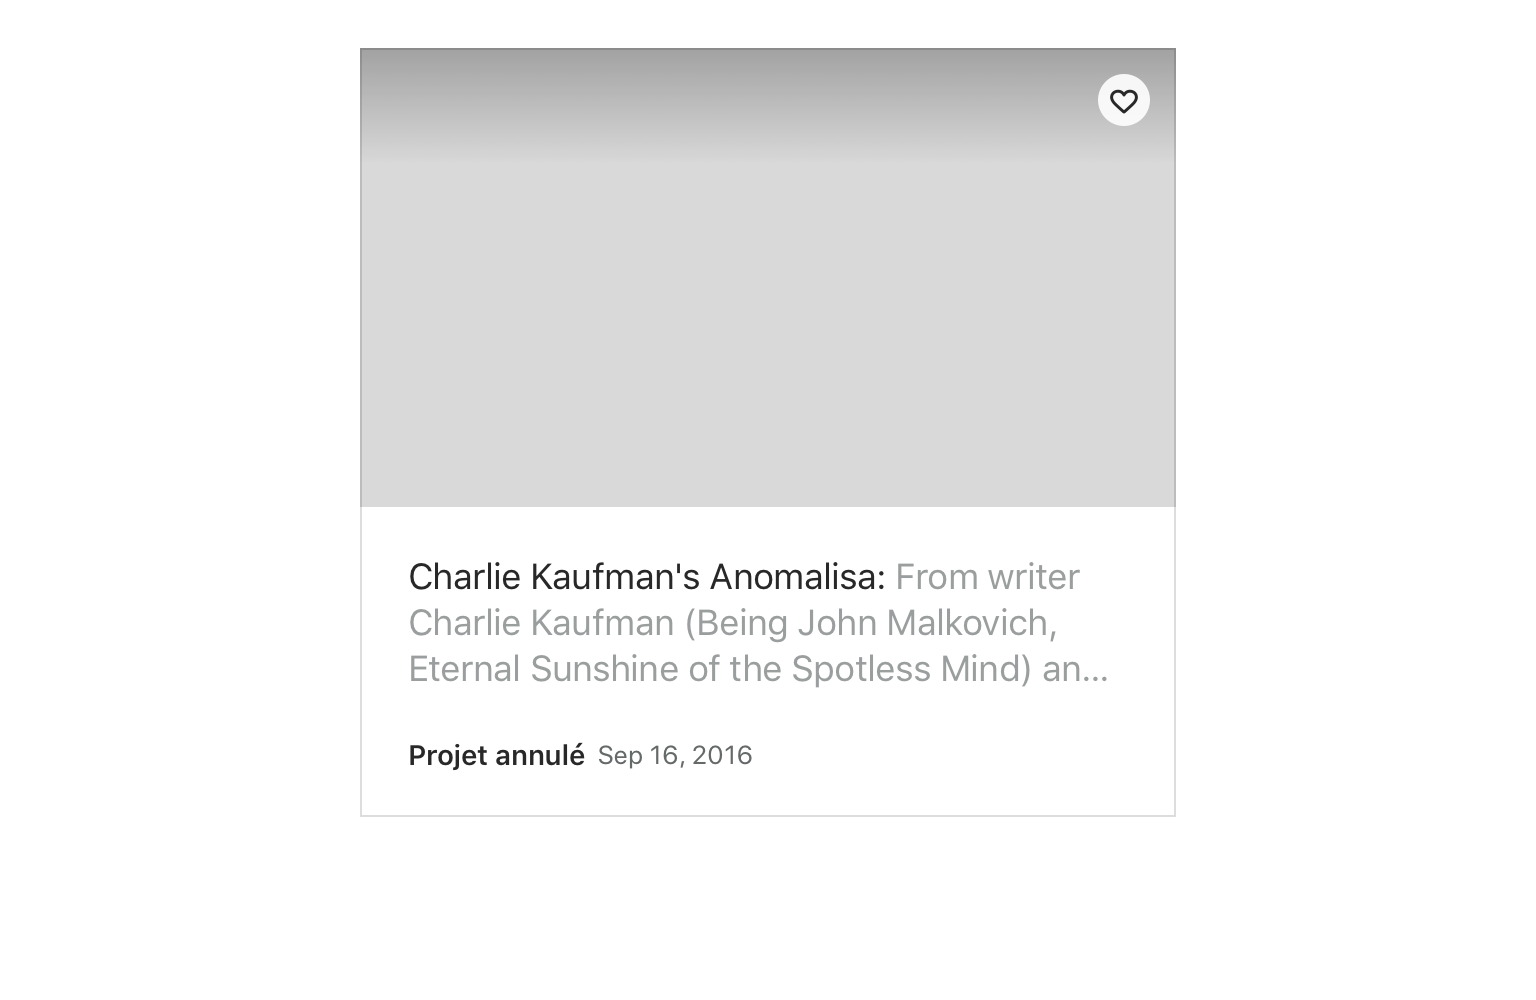 Charlie Kaufman's Anomalisa: From writer
Charlie Kaufman (Being John Malkovich,
Eternal Sunshine of the Spotless Mind) an...
Projet annulé Sep 16, 2016